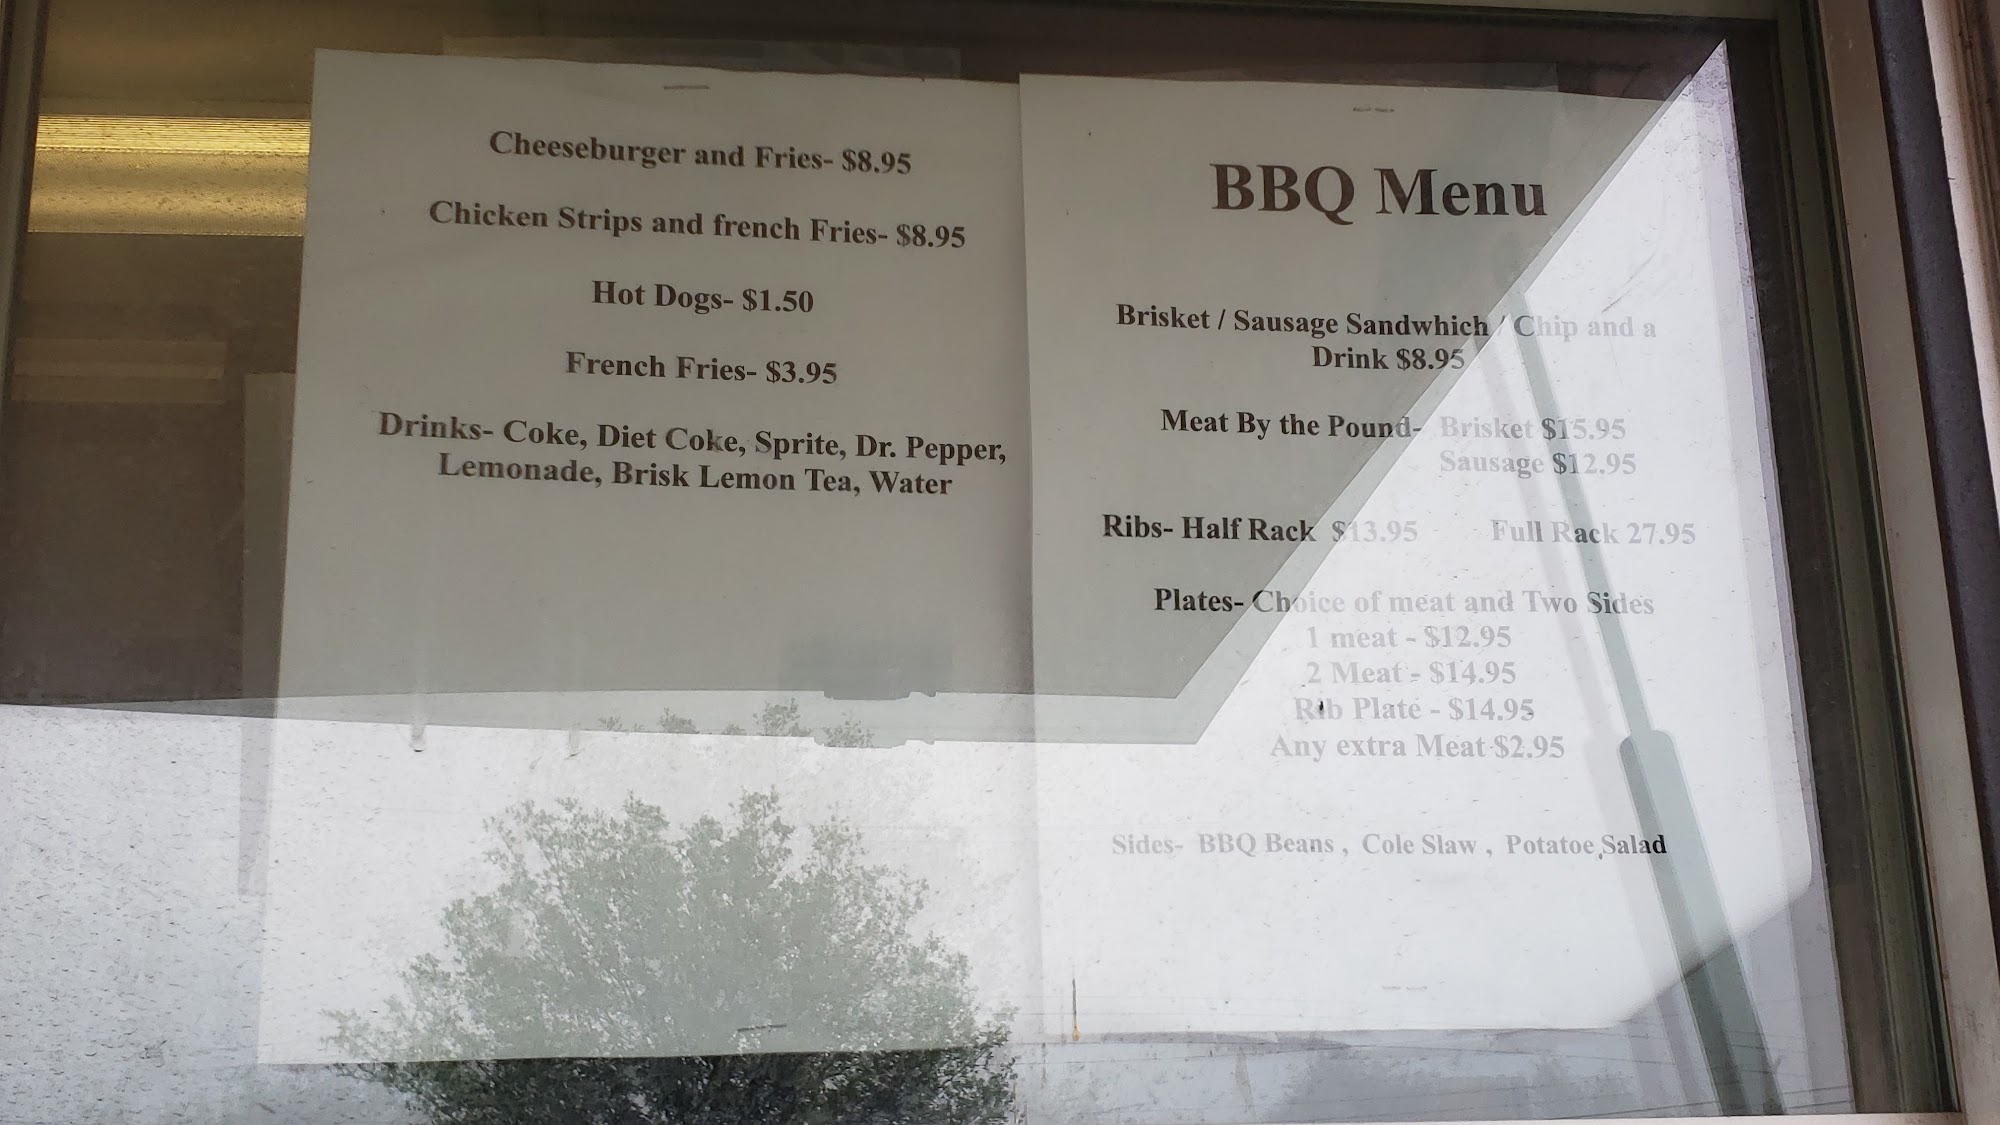 Cheeseburger and Fries- $8.95
Chicken Strips and french Fries- $8.95
Hot Dogs- $1.50
French Fries- $3.95
Drinks- Coke, Diet Coke, Sprite, Dr. Pepper,
Lemonade, Brisk Lemon Tea, Water
BBQ Menu
Brisket / Sausage Sandwhich / Chip and a
Drink $8.95
Meat By the Pound- Brisket $15.95
Sausage $12.95
Ribs- Half Rack $13.95 Full Rack 27.95
Plates- Choice of meat and Two Sides
1 meat - $12.95
2 Meat - $14.95
Rib Plate - $14.95
Any extra Meat $2.95
Sides- BBQ Beans , Cole Slaw , Potatoe Salad